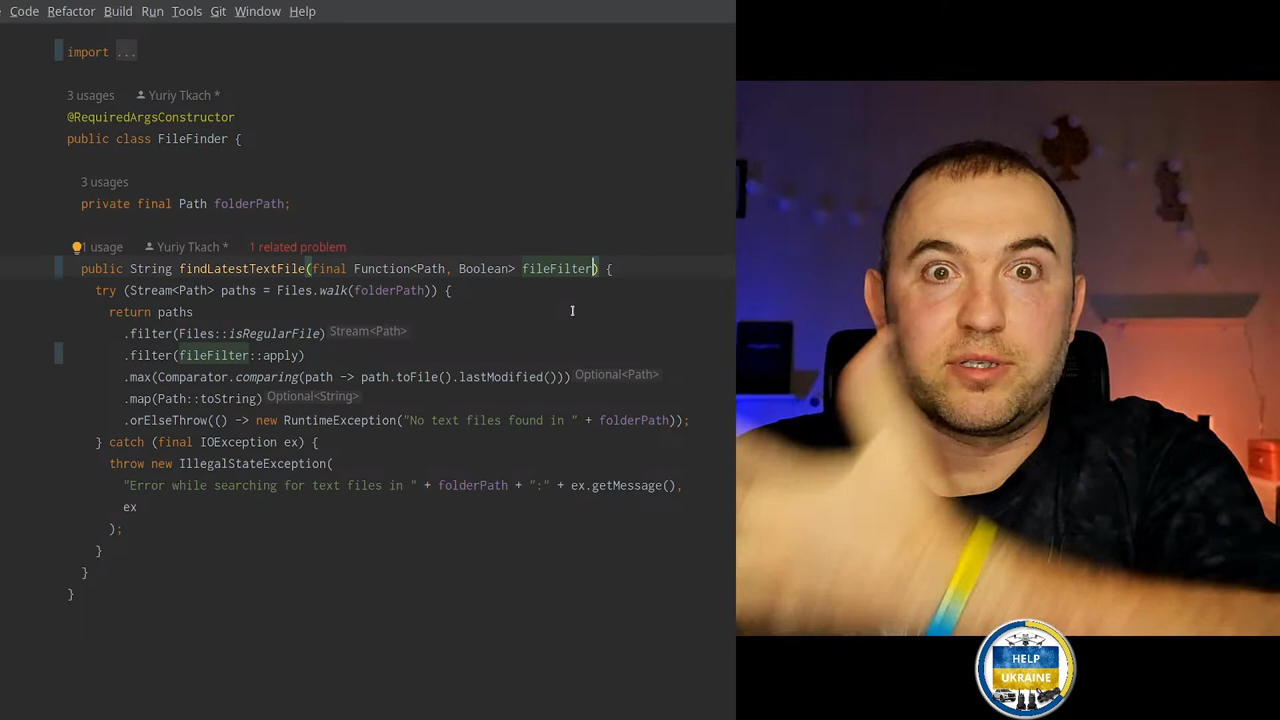 Code Refactor Build Run Tools Git Window Help
import ...
3 usages Yuriy Tkach *
@RequiredArgsConstructor
public class FileFinder {
3 usages
private final Path folderPath;
1 usage Yuriy Tkach * 1 related problem
public String findLatestTextFile(final Function<Path, Boolean> fileFilter) {
try (Stream<Path> paths = Files.walk(folderPath)) {
return paths
.filter(Files::isRegularFile) Stream<Path>
.filter(fileFilter::apply)
.max(Comparator.comparing(path -> path.toFile().lastModified())) Optional<Path>
.map(Path::toString) Optional<String>
.orElseThrow(() -> new RuntimeException("No text files found in " + folderPath));
} catch (final IOException ex) {
throw new IllegalStateException(
"Error while searching for text files in " + folderPath + ":" + ex.getMessage(),
ex
);
}
}
}
HELP
UKRAINE